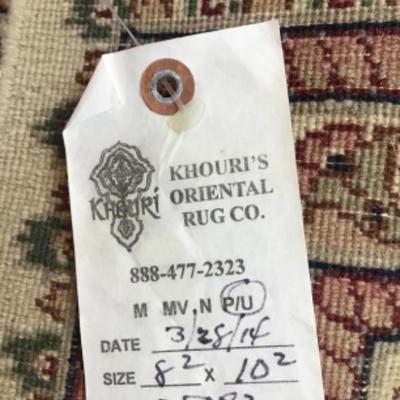 KHOURI'S
Khouri ORIENTAL
RUG CO.
888-477-2323
M MV, N P/U
DATE 3/28/14
SIZE 8² X 10²